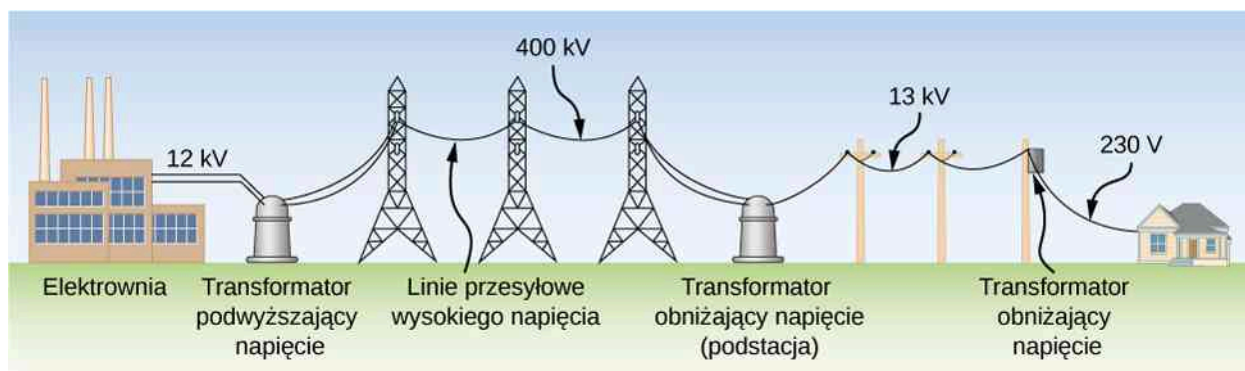 400 kV
13 kV
12 kV
230 V
Elektrownia
Transformator
podwyższający
napięcie
Linie przesyłowe
wysokiego napięcia
Transformator
obniżający napięcie
(podstacja)
Transformator
obniżający
napięcie